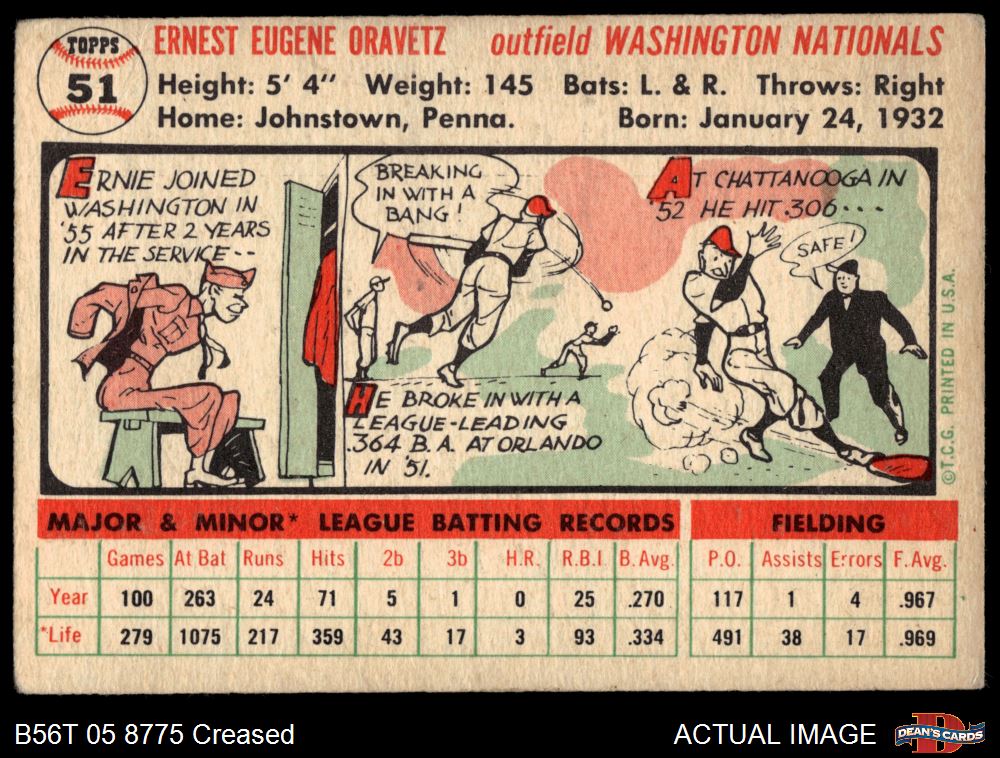 TOPPS
51
ERNEST EUGENE ORAVETZ outfield WASHINGTON NATIONALS
Height: 5' 4" Weight: 145 Bats: L. & R. Throws: Right
Home: Johnstown, Penna. Born: January 24, 1932
ERNIE JOINED
WASHINGTON IN
'55 AFTER 2 YEARS
IN THE SERVICE--
BREAKING
IN WITH A
BANG!
HE BROKE IN WITH A
LEAGUE-LEADING
.364 B.A. AT ORLANDO
IN '51.
AT CHATTANOOGA IN
'52 HE HIT .306---
SAFE!
©T.C.G. PRINTED IN U.S.A.
MAJOR & MINOR* LEAGUE BATTING RECORDS FIELDING
Games At Bat Runs Hits 2b 3b H.R. R.B.I B. Avg. P.O. Assists Errors F. Avg.
Year 100 263 24 71 5 1 0 25 .270 117 1 4 .967
*Life 279 1075 217 359 43 17 3 93 .334 491 38 17 .969
B56T 05 8775 Creased ACTUAL IMAGE
D
DEAN'S CARDS